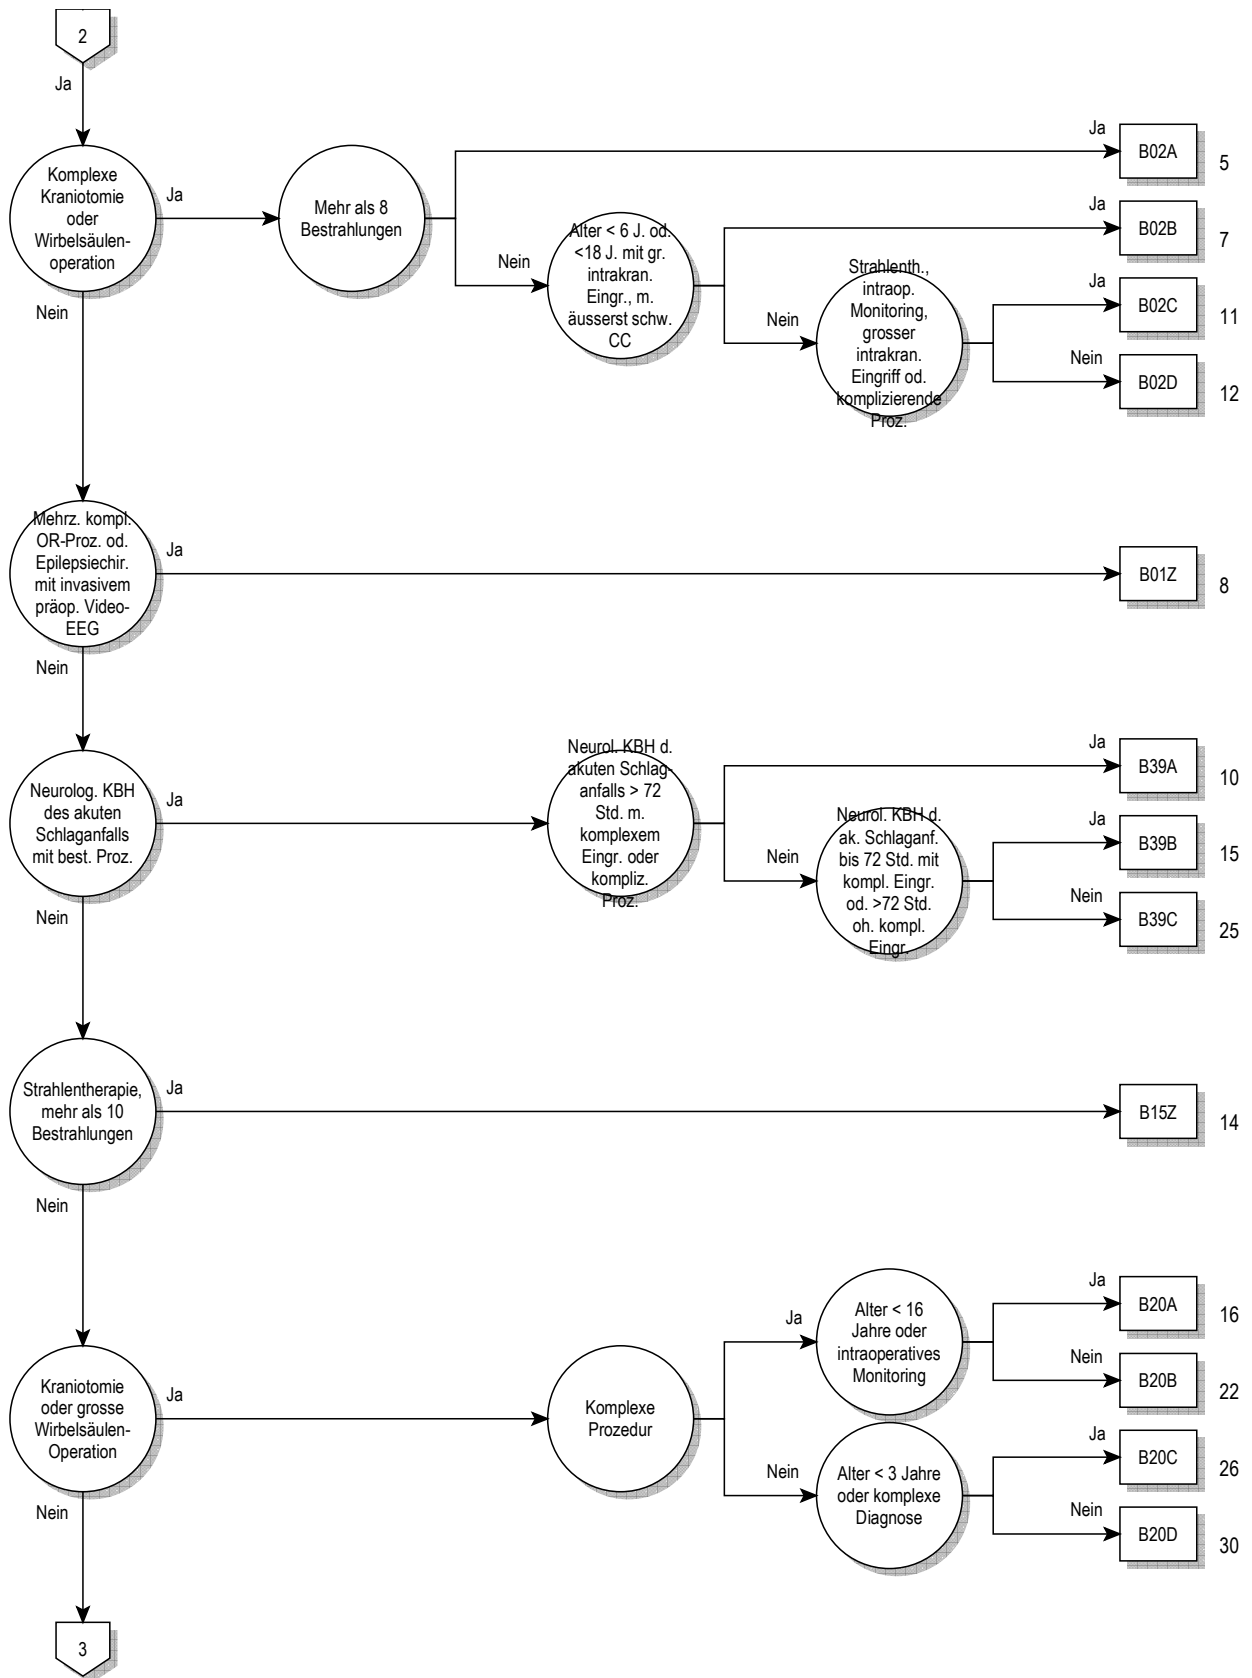 2
Ja
Komplexe
Kraniotomie
oder
Wirbelsäulen-
operation
Ja
Mehr als 8
Bestrahlungen
Ja
B02A
5
Nein
Alter < 6 J. od.
<18 J. mit gr.
intrakran.
Eingr., m.
äusserst schw.
CC
Ja
B02B
7
Nein
Strahlenth.,
intraop.
Monitoring,
grosser
intrakran.
Eingriff od.
komplizierende
Proz.
Ja
B02C
11
Nein
B02D
12
Nein
Mehrz. kompl.
OR-Proz. od.
Epilepsiechir.
mit invasivem
präop. Video-
EEG
Ja
B01Z
8
Nein
Neurolog. KBH
des akuten
Schlaganfalls
mit best. Proz.
Ja
Neurol. KBH d.
akuten Schlag-
anfalls > 72
Std. m.
komplexem
Eingr. oder
kompliz.
Proz.
Ja
B39A
10
Nein
Neurol. KBH d.
ak. Schlaganf.
bis 72 Std. mit
kompl. Eingr.
od. >72 Std.
oh. kompl.
Eingr.
Ja
B39B
15
Nein
B39C
25
Nein
Strahlentherapie,
mehr als 10
Bestrahlungen
Ja
B15Z
14
Nein
Kraniotomie
oder grosse
Wirbelsäulen-
Operation
Ja
Komplexe
Prozedur
Ja
Alter < 16
Jahre oder
intraoperatives
Monitoring
Ja
B20A
16
Nein
B20B
22
Nein
Alter < 3 Jahre
oder komplexe
Diagnose
Ja
B20C
26
Nein
B20D
30
Nein
3